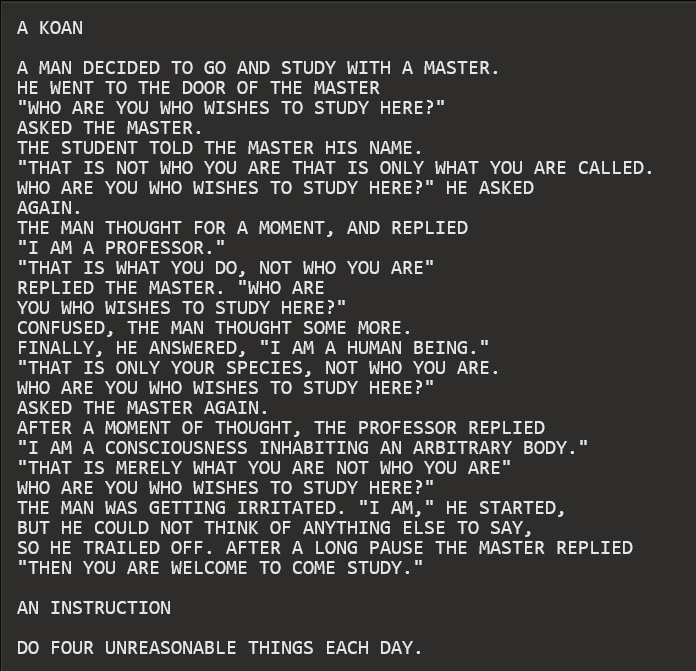 A KOAN
A MAN DECIDED TO GO AND STUDY WITH A MASTER.
HE WENT TO THE DOOR OF THE MASTER
"WHO ARE YOU WHO WISHES TO STUDY HERE?"
ASKED THE MASTER.
THE STUDENT TOLD THE MASTER HIS NAME.
"THAT IS NOT WHO YOU ARE THAT IS ONLY WHAT YOU ARE CALLED.
WHO ARE YOU WHO WISHES TO STUDY HERE?" HE ASKED
AGAIN.
THE MAN THOUGHT FOR A MOMENT, AND REPLIED
"I AM A PROFESSOR."
"THAT IS WHAT YOU DO, NOT WHO YOU ARE"
REPLIED THE MASTER. "WHO ARE
YOU WHO WISHES TO STUDY HERE?"
CONFUSED, THE MAN THOUGHT SOME MORE.
FINALLY, HE ANSWERED, "I AM A HUMAN BEING."
"THAT IS ONLY YOUR SPECIES, NOT WHO YOU ARE.
WHO ARE YOU WHO WISHES TO STUDY HERE?"
ASKED THE MASTER AGAIN.
AFTER A MOMENT OF THOUGHT, THE PROFESSOR REPLIED
"I AM A CONSCIOUSNESS INHABITING AN ARBITRARY BODY."
"THAT IS MERELY WHAT YOU ARE NOT WHO YOU ARE"
WHO ARE YOU WHO WISHES TO STUDY HERE?"
THE MAN WAS GETTING IRRITATED. "I AM," HE STARTED,
BUT HE COULD NOT THINK OF ANYTHING ELSE TO SAY,
SO HE TRAILED OFF. AFTER A LONG PAUSE THE MASTER REPLIED
"THEN YOU ARE WELCOME TO COME STUDY."
AN INSTRUCTION
DO FOUR UNREASONABLE THINGS EACH DAY.